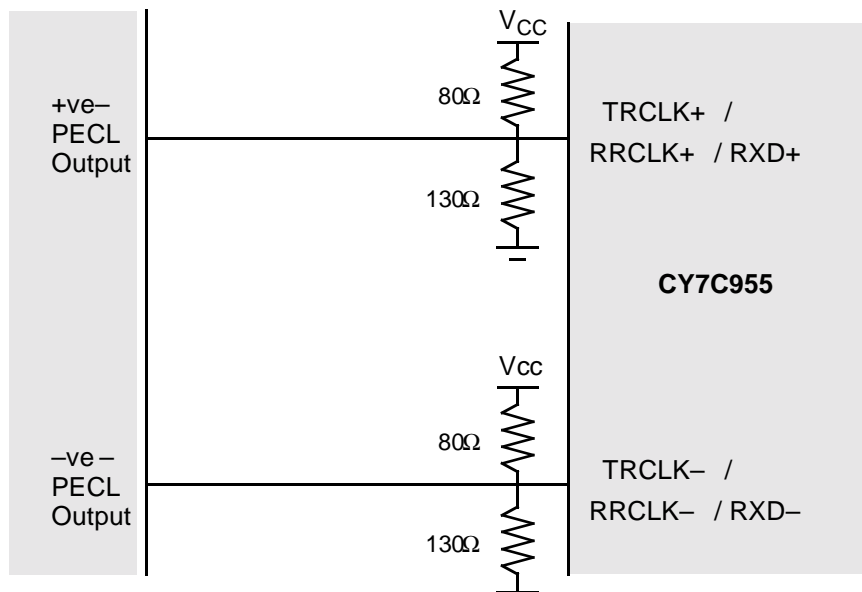 V_CC
80Ω
+ve–
PECL
Output
TRCLK+ /
RRCLK+ / RXD+
130Ω
CY7C955
Vcc
80Ω
–ve –
PECL
Output
TRCLK– /
RRCLK– / RXD–
130Ω